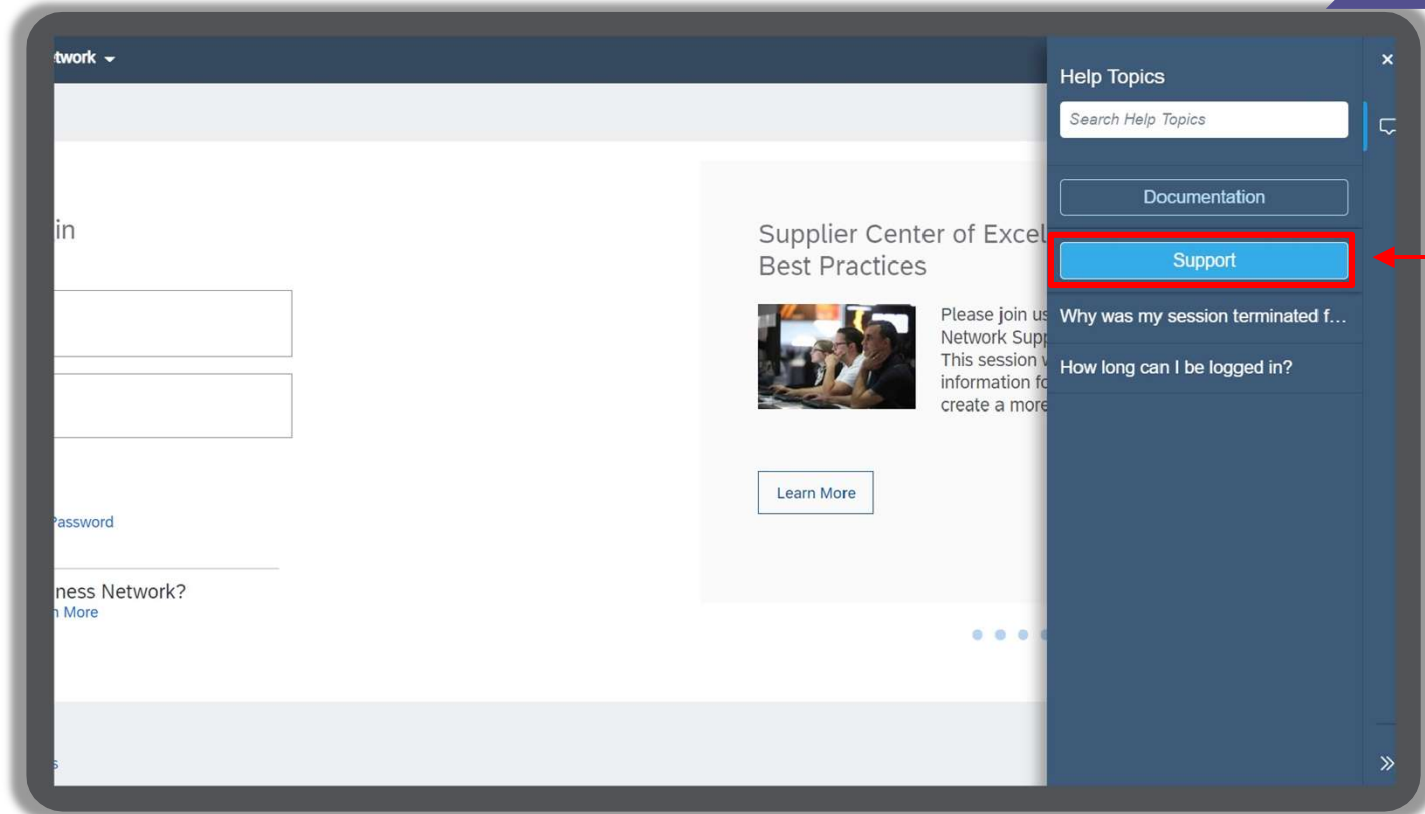 twork
Help Topics
Search Help Topics
Documentation
Support
Why was my session terminated f...
How long can I be logged in?
in
Password
ness Network?
n More
Supplier Center of Excel
Best Practices
Please join us
Network Supp
This session
information fo
create a more
Learn More
s